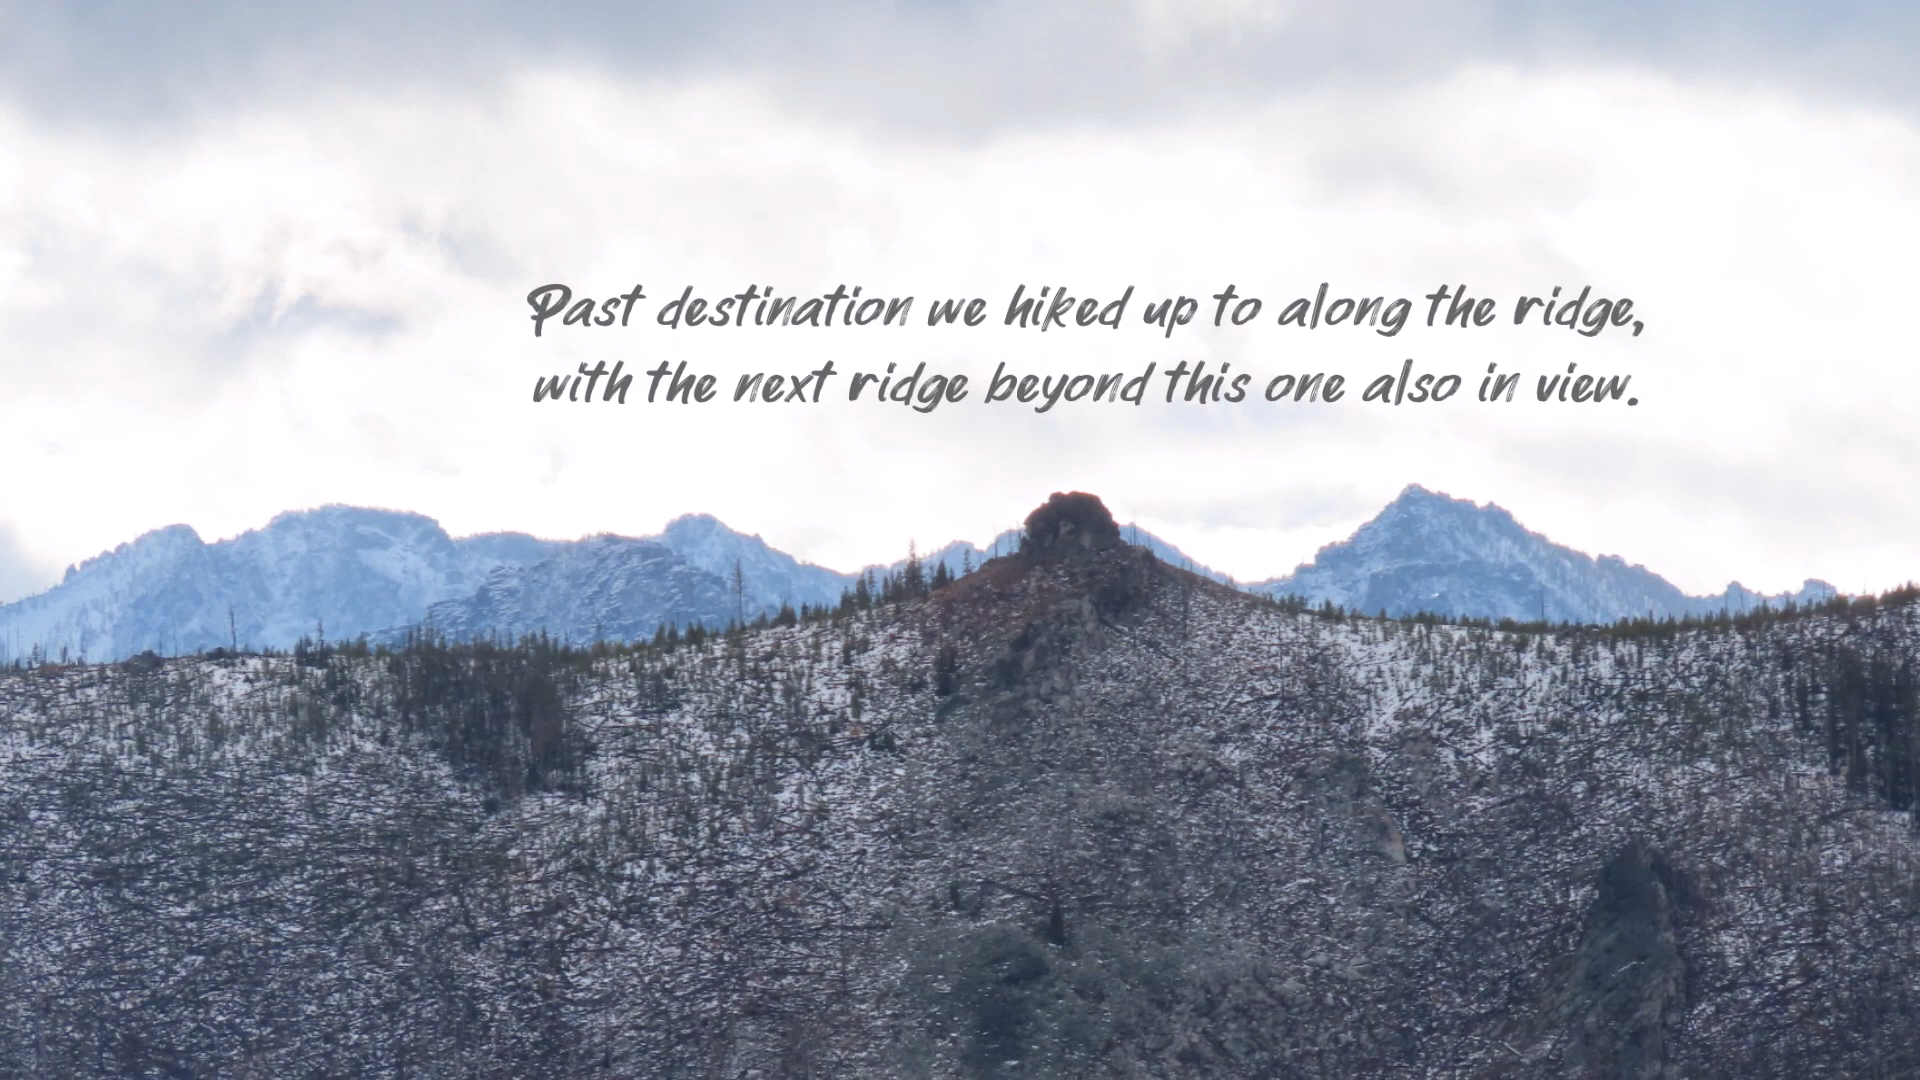 Past destination we hiked up to along the ridge,
with the next ridge beyond this one also in view.